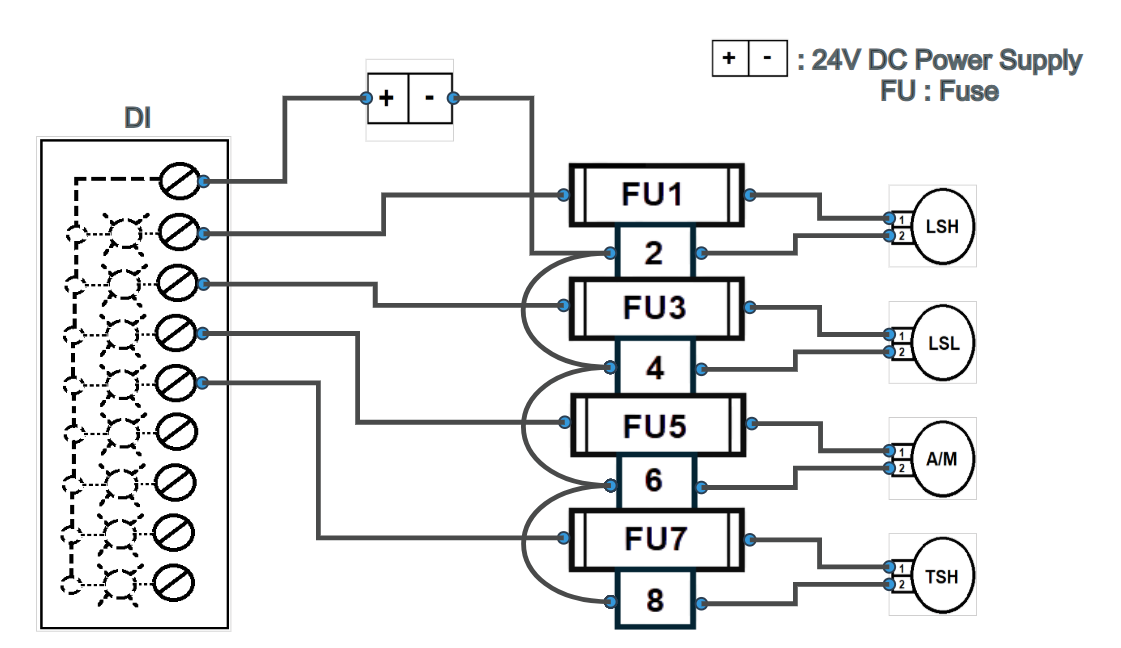 + - : 24V DC Power Supply
FU : Fuse
+ -
DI
FU1
1
2
LSH
2
FU3
1
2
LSL
4
FU5
1
2
A/M
6
FU7
1
2
TSH
8